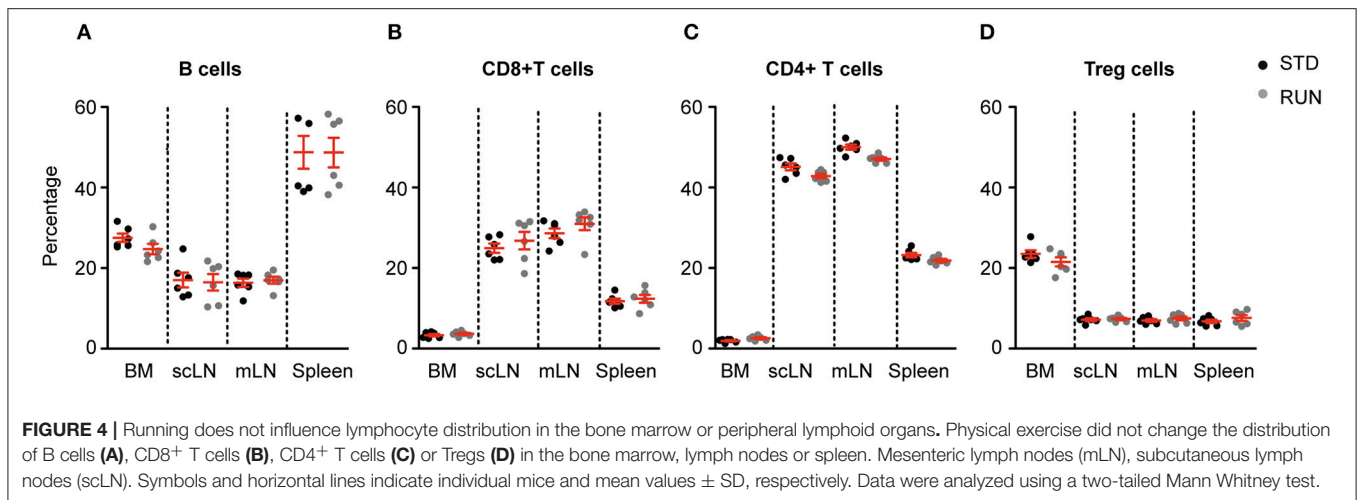 A B C D
B cells CD8+T cells CD4+ T cells Treg cells
STD
RUN
Percentage
60 60 60 60
40 40 40 40
20 20 20 20
0 0 0 0
BM scLN mLN Spleen BM scLN mLN Spleen BM scLN mLN Spleen BM scLN mLN Spleen
FIGURE 4 | Running does not influence lymphocyte distribution in the bone marrow or peripheral lymphoid organs. Physical exercise did not change the distribution
of B cells (A), CD8⁺ T cells (B), CD4⁺ T cells (C) or Tregs (D) in the bone marrow, lymph nodes or spleen. Mesenteric lymph nodes (mLN), subcutaneous lymph
nodes (scLN). Symbols and horizontal lines indicate individual mice and mean values ± SD, respectively. Data were analyzed using a two-tailed Mann Whitney test.